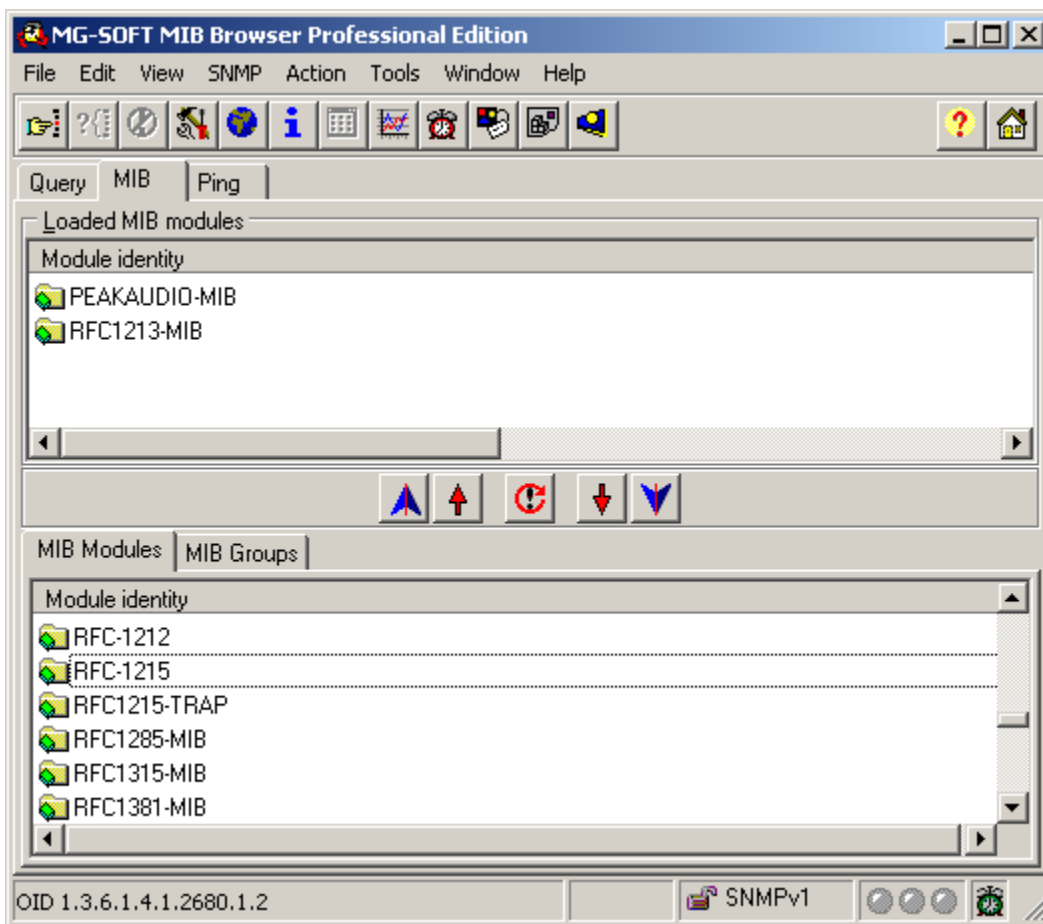 MG-SOFT MIB Browser Professional Edition
File Edit View SNMP Action Tools Window Help
Query MIB Ping
Loaded MIB modules
Module identity
PEAKAUDIO-MIB
RFC1213-MIB
MIB Modules MIB Groups
Module identity
RFC-1212
RFC-1215
RFC1215-TRAP
RFC1285-MIB
RFC1315-MIB
RFC1381-MIB
OID 1.3.6.1.4.1.2680.1.2 SNMPv1